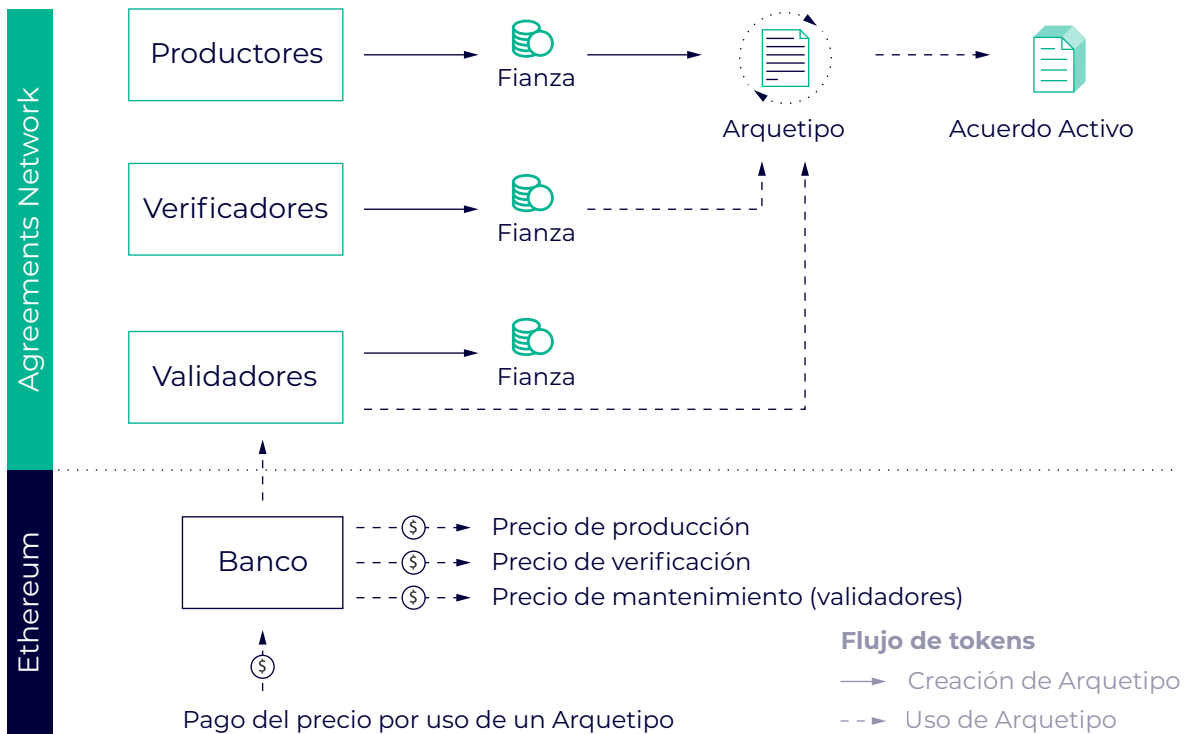 Agreements Network
Productores
Fianza
Arquetipo
Acuerdo Activo
Verificadores
Fianza
Validadores
Fianza
Ethereum
Banco
$ Precio de producción
$ Precio de verificación
$ Precio de mantenimiento (validadores)
$
Pago del precio por uso de un Arquetipo
Flujo de tokens
Creación de Arquetipo
Uso de Arquetipo